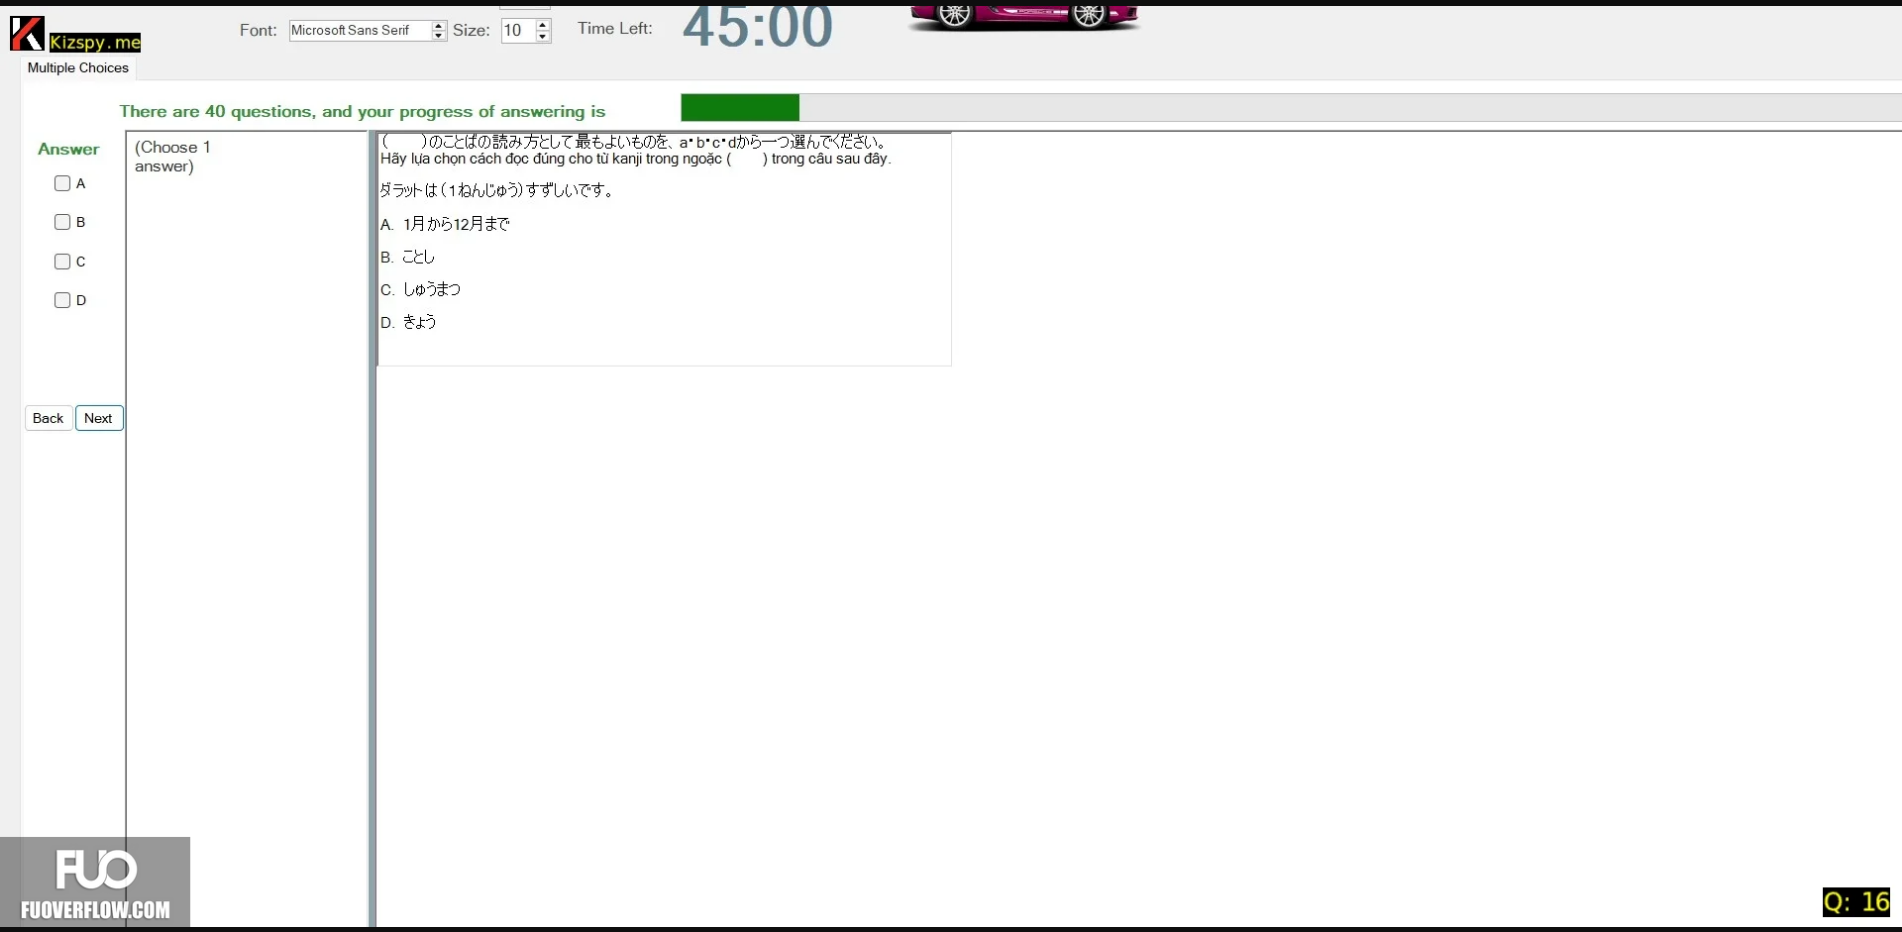 Kizspy.me
Font: Microsoft Sans Serif Size: 10 Time Left: 45:00
Multiple Choices
There are 40 questions, and your progress of answering is
Answer
A
B
C
D
Back Next
(Choose 1
answer)
(　　)のことばの読み方として最もよいものを、a・b・c・dから一つ選んでください。
Hãy lựa chọn cách đọc đúng cho từ kanji trong ngoặc (　　) trong câu sau đây.
ダラットは(1ねんじゅう)すずしいです。
A. 1月から12月まで
B. ことし
C. しゅうまつ
D. きょう
FUO
FUOVERFLOW.COM
Q: 16